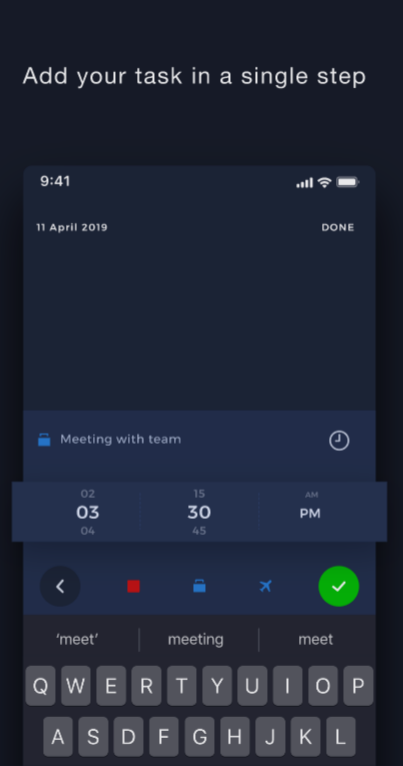 Add your task in a single step
9:41
11 April 2019 DONE
Meeting with team
02 15 AM
03 30 PM
04 45
'meet' meeting meet
Q W E R T Y U I O P
A S D F G H J K L